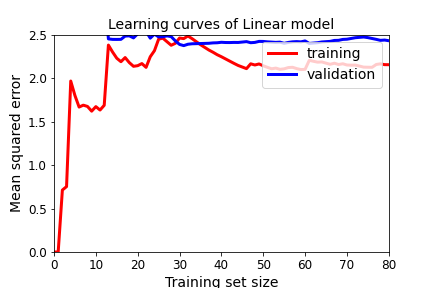 Learning curves of Linear model
2.5
2.0
1.5
1.0
0.5
0.0
Mean squared error
training
validation
0 10 20 30 40 50 60 70 80
Training set size